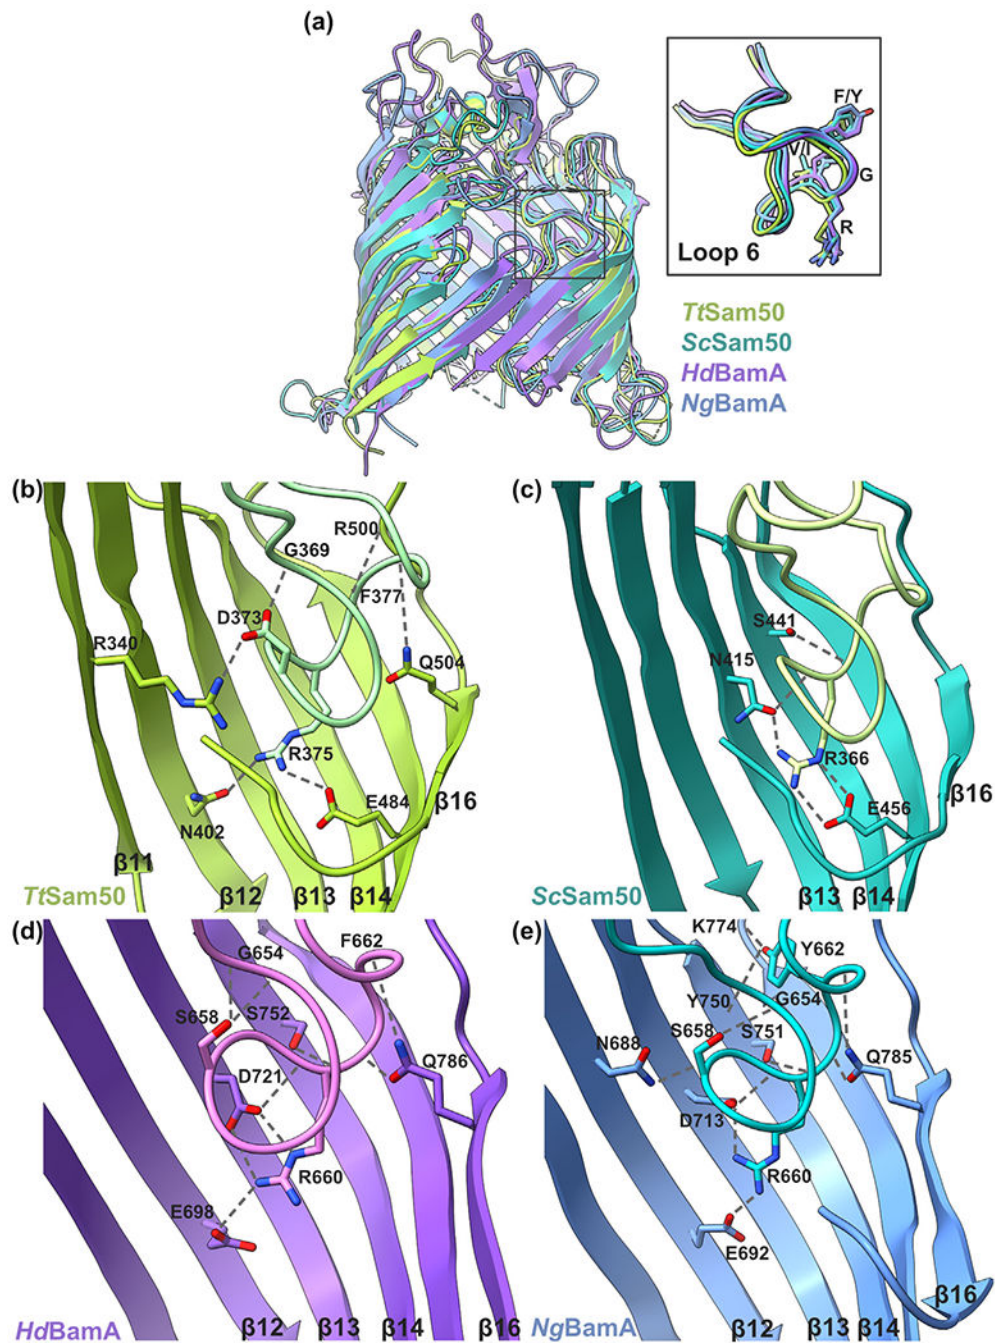 (a)
F/Y
V/I
G
R
Loop 6
TtSam50
ScSam50
HdBamA
NgBamA
(b)
R500
G369
F377
D373
R340
Q504
R375
E484
β16
N402
β11
TtSam50
β12
β13
β14
(c)
S441
N415
R366
β16
E456
ScSam50
β13
β14
(d)
F662
G654
S658
S752
Q786
D721
R660
E698
HdBamA
β12
β13
β14
β16
(e)
K774
Y662
Y750
G654
S658
S751
N688
Q785
D713
R660
E692
β16
NgBamA
β12
β13
β14